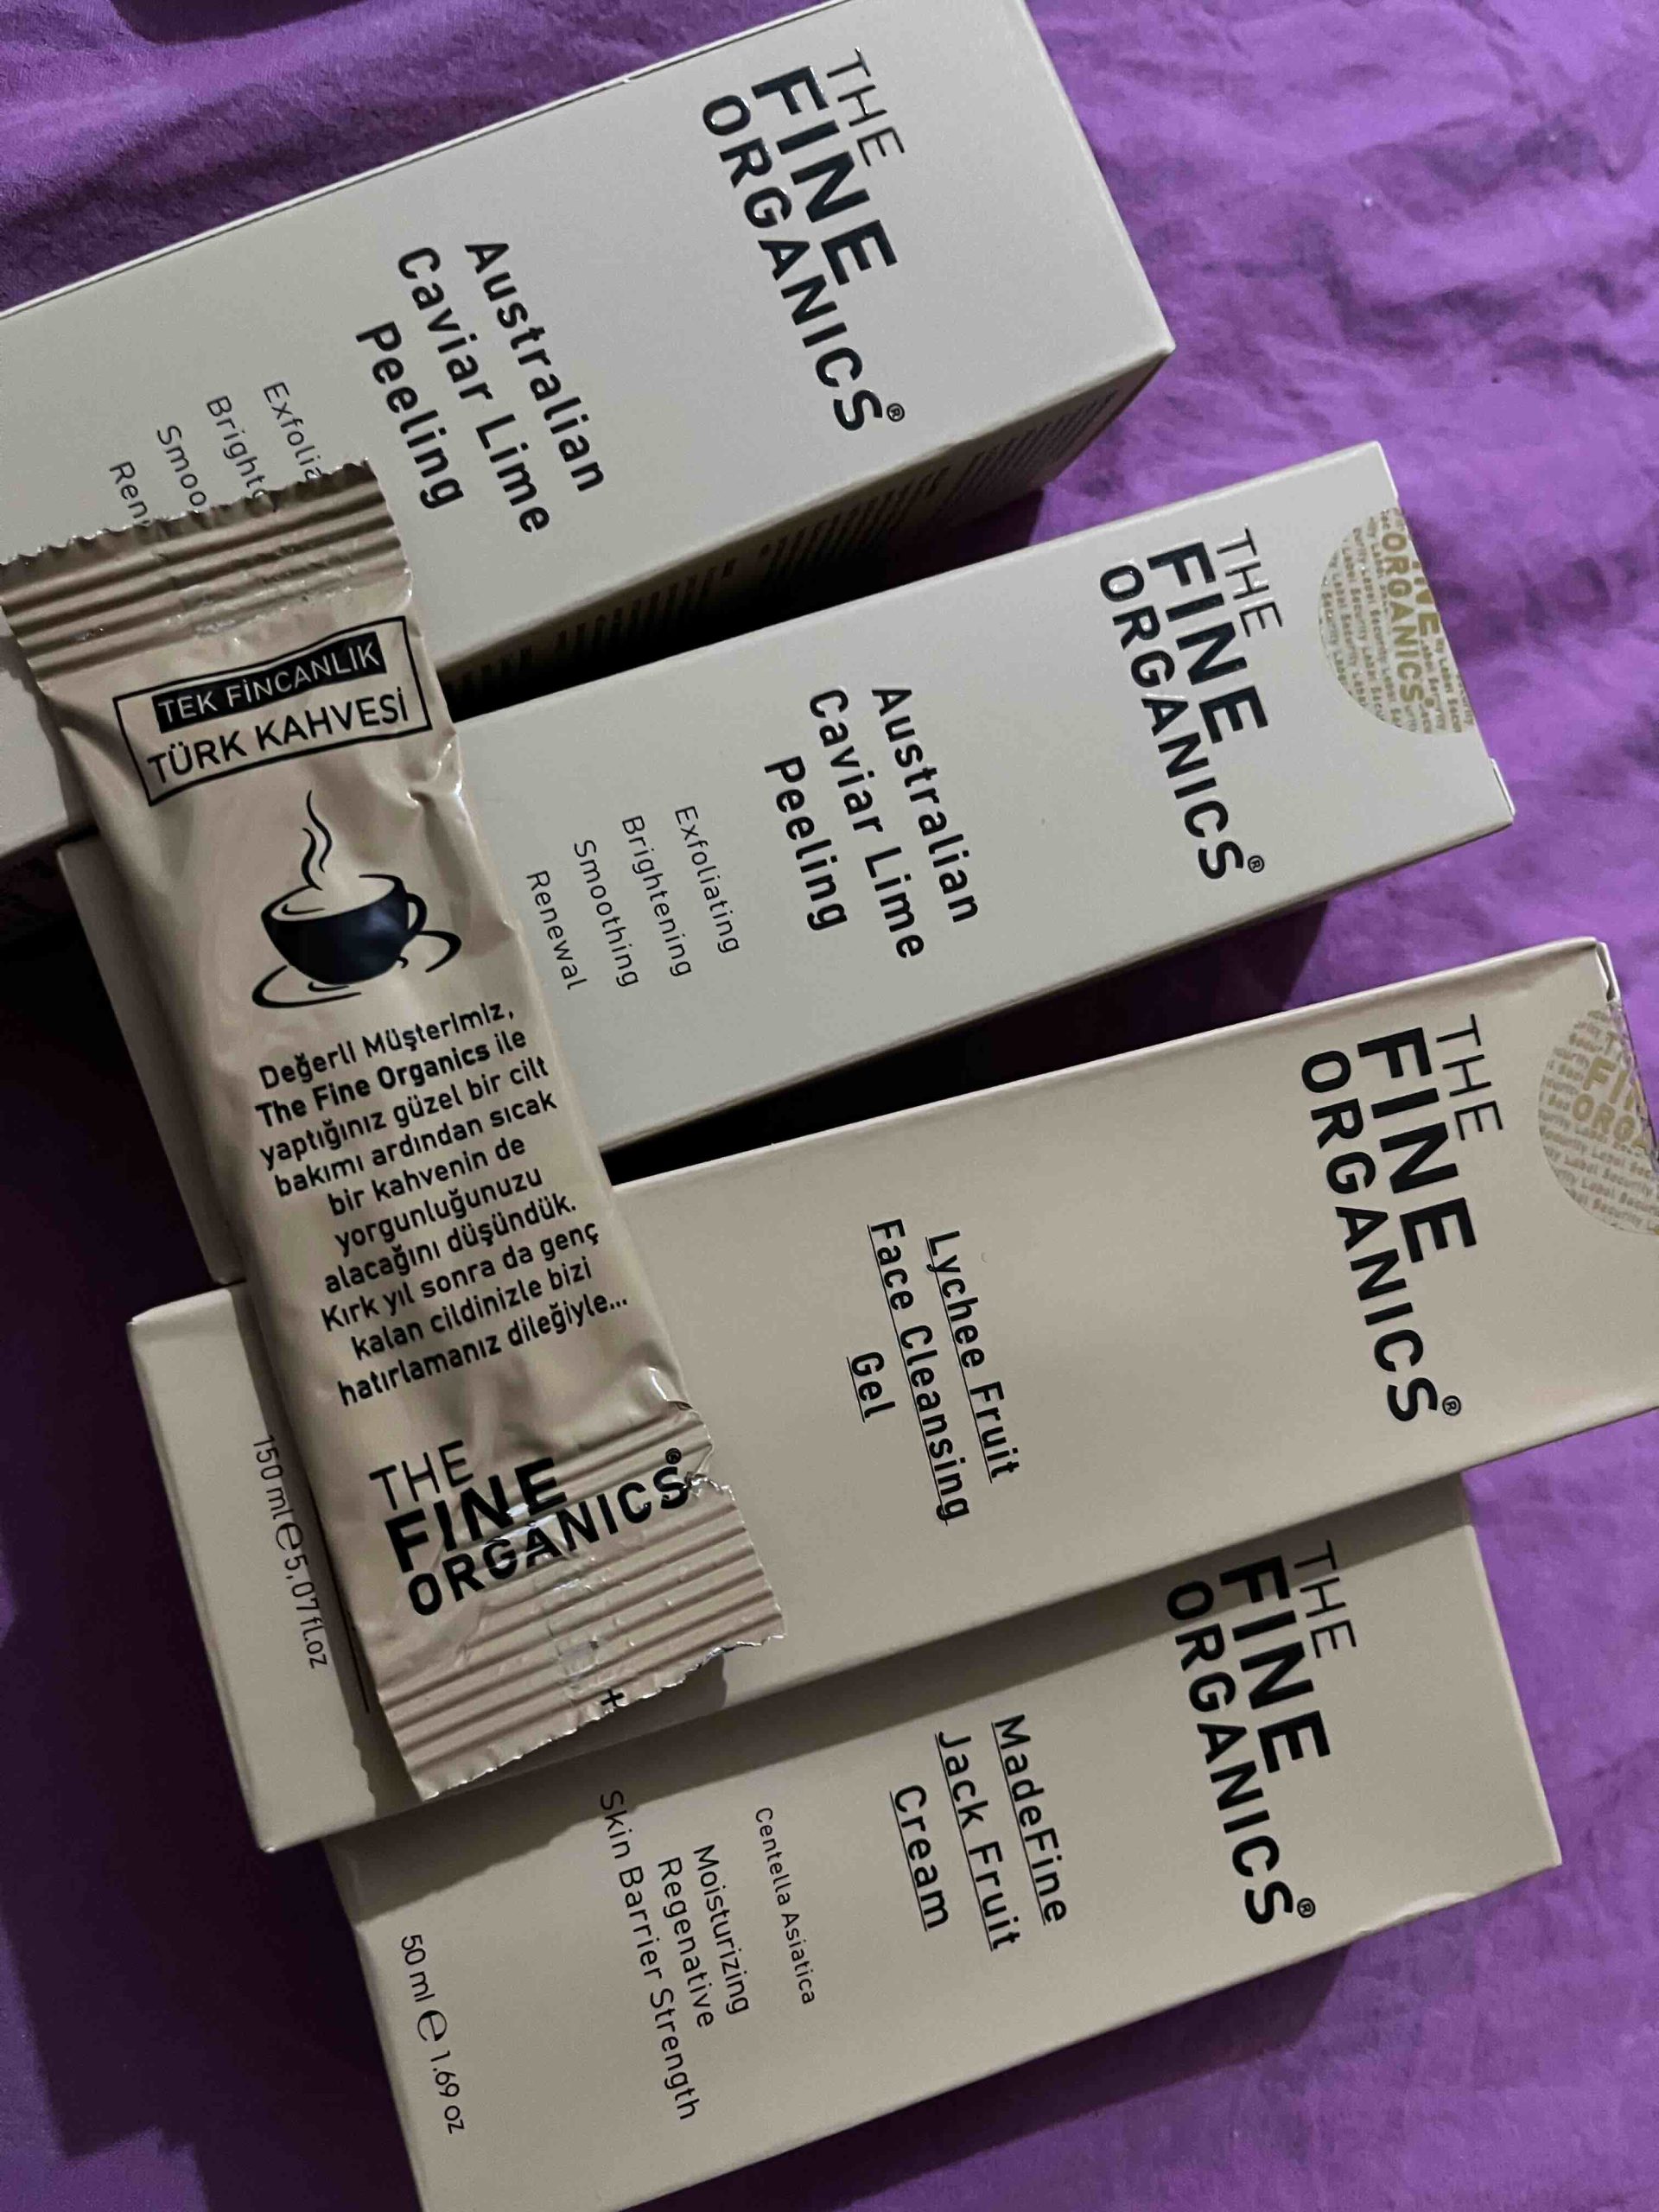 THE
FINE
ORGANICS®
Australian
Caviar Lime
Peeling
THE
FINE
ORGANICS®
Australian
Caviar Lime
Peeling
Exfoliating
Brightening
Smoothing
Renewal
ORGANICS
THE
FINE
ORGANICS®
Lychee Fruit
Face Cleansing
Gel
150 ml e 5,07 fl.oz
THE
FINE
ORGANICS®
MadeFine
Jack Fruit
Cream
Centella Asiatica
Moisturizing
Regenative
Skin Barrier Strength
50 ml e 1.69 oz
TEK FİNCANLIK
TÜRK KAHVESİ
Değerli Müşterimiz,
The Fine Organics ile
yaptığınız güzel bir cilt
bakımı ardından sıcak
bir kahvenin de
yorgunluğunuzu
alacağını düşündük.
Kırk yıl sonra da genç
kalan cildinizle bizi
hatırlamanız dileğiyle...
THE
FINE
ORGANICS®
+